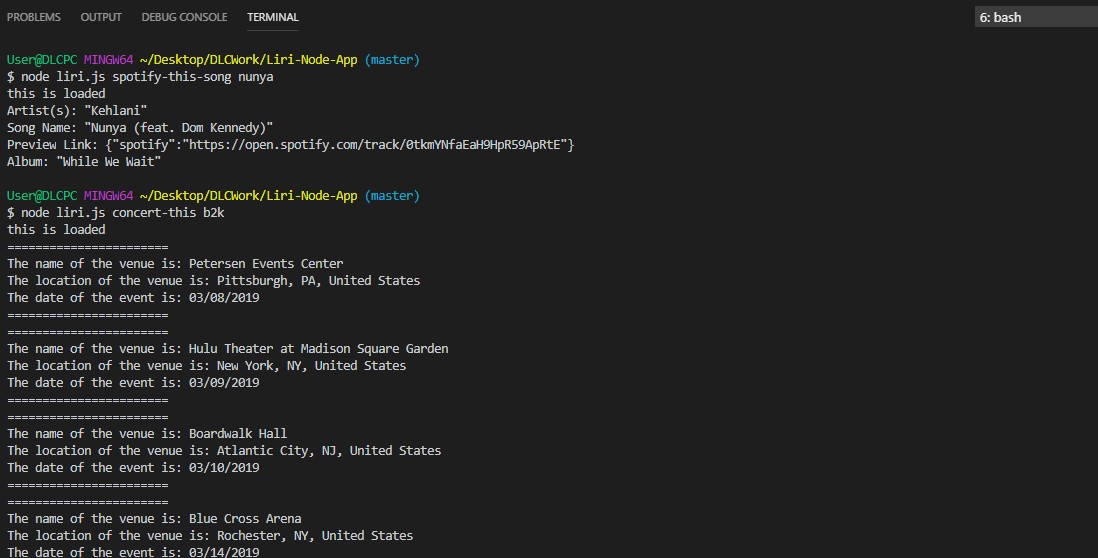 PROBLEMS OUTPUT DEBUG CONSOLE TERMINAL 6: bash
User@DLCPC MINGW64 ~/Desktop/DLCWork/Liri-Node-App (master)
$ node liri.js spotify-this-song nunya
this is loaded
Artist(s): "Kehlani"
Song Name: "Nunya (feat. Dom Kennedy)"
Preview Link: {"spotify":"https://open.spotify.com/track/0tkmYNfaEaH9HpR59ApRtE"}
Album: "While We Wait"
User@DLCPC MINGW64 ~/Desktop/DLCWork/Liri-Node-App (master)
$ node liri.js concert-this b2k
this is loaded
=======================
The name of the venue is: Petersen Events Center
The location of the venue is: Pittsburgh, PA, United States
The date of the event is: 03/08/2019
=======================
=======================
The name of the venue is: Hulu Theater at Madison Square Garden
The location of the venue is: New York, NY, United States
The date of the event is: 03/09/2019
=======================
=======================
The name of the venue is: Boardwalk Hall
The location of the venue is: Atlantic City, NJ, United States
The date of the event is: 03/10/2019
=======================
=======================
The name of the venue is: Blue Cross Arena
The location of the venue is: Rochester, NY, United States
The date of the event is: 03/14/2019